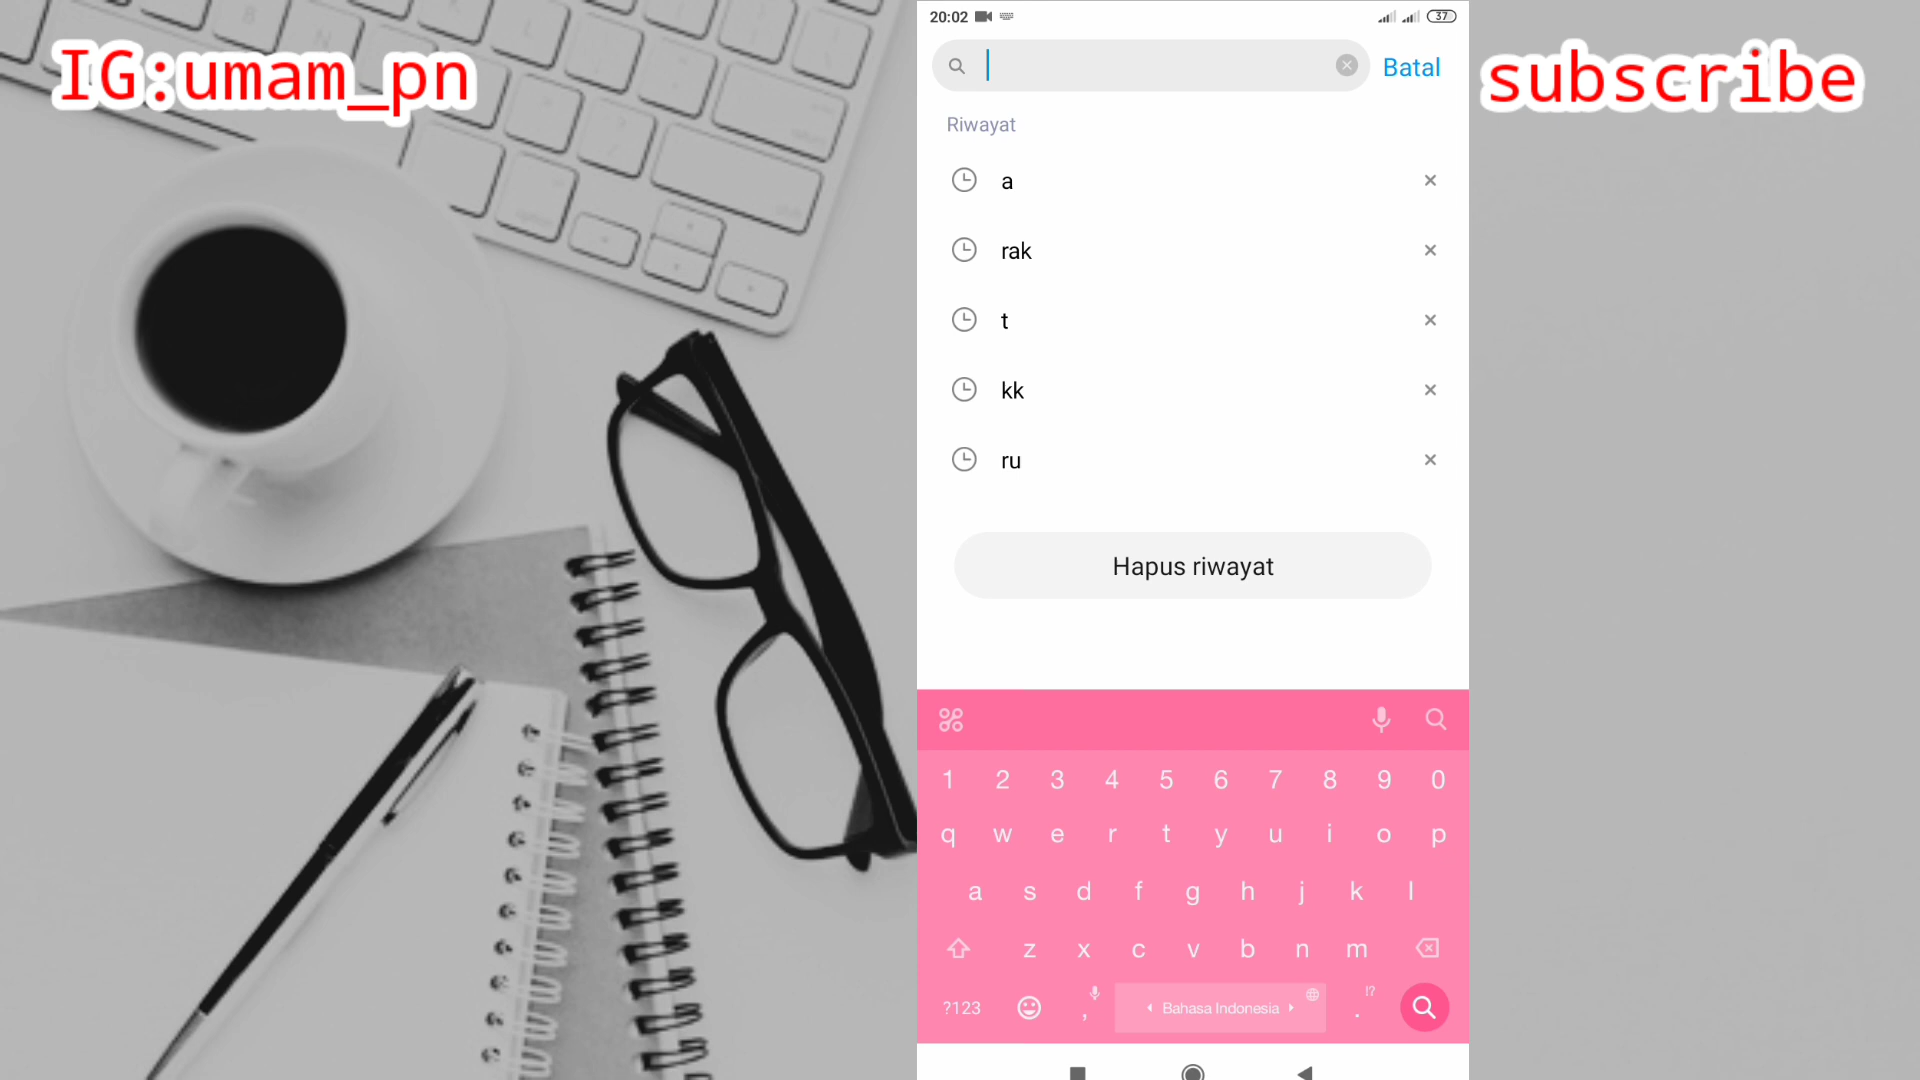 IG:umam_pn
subscribe
20:02
37
Batal
Riwayat
a
rak
t
kk
ru
Hapus riwayat
1 2 3 4 5 6 7 8 9 0
q w e r t y u i o p
a s d f g h j k l
z x c v b n m
?123 , Bahasa Indonesia . !?